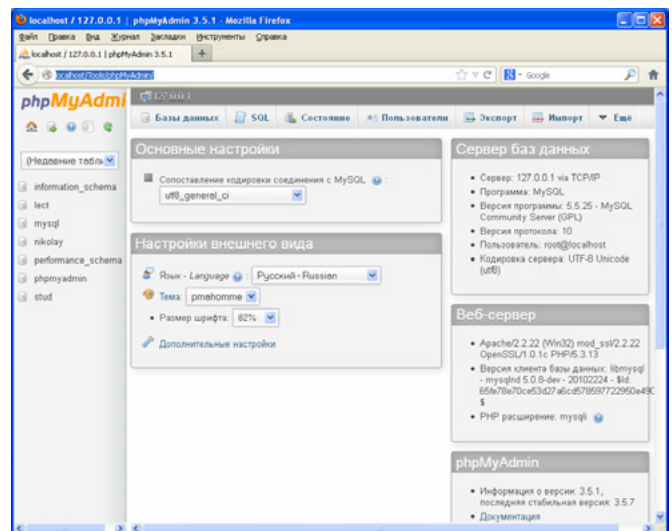 localhost / 127.0.0.1 | phpMyAdmin 3.5.1 - Mozilla Firefox
Файл Правка Вид Журнал Закладки Инструменты Справка
localhost / 127.0.0.1 | phpMyAdmin 3.5.1
localhost/Tools/phpMyAdmin/
Google
phpMyAdmi
(Недавние табли
information_schema
lect
mysql
nikolay
performance_schema
phpmyadmin
stud
127.0.0.1
Базы данных SQL Состояние Пользователи Экспорт Импорт Ещё
Основные настройки
Сопоставление кодировки соединения с MySQL :
utf8_general_ci
Настройки внешнего вида
Язык - Language : Русский - Russian
Тема: pmahomme
Размер шрифта: 82%
Дополнительные настройки
Сервер баз данных
Сервер: 127.0.0.1 via TCP/IP
Программа: MySQL
Версия программы: 5.5.25 - MySQL
Community Server (GPL)
Версия протокола: 10
Пользователь: root@localhost
Кодировка сервера: UTF-8 Unicode
(utf8)
Веб-сервер
Apache/2.2.22 (Win32) mod_ssl/2.2.22
OpenSSL/1.0.1c PHP/5.3.13
Версия клиента базы данных: libmysql
- mysqlnd 5.0.8-dev - 20102224 - $Id:
$
PHP расширение: mysqli
phpMyAdmin
Информация о версии: 3.5.1,
последняя стабильная версия: 3.5.7
Документация